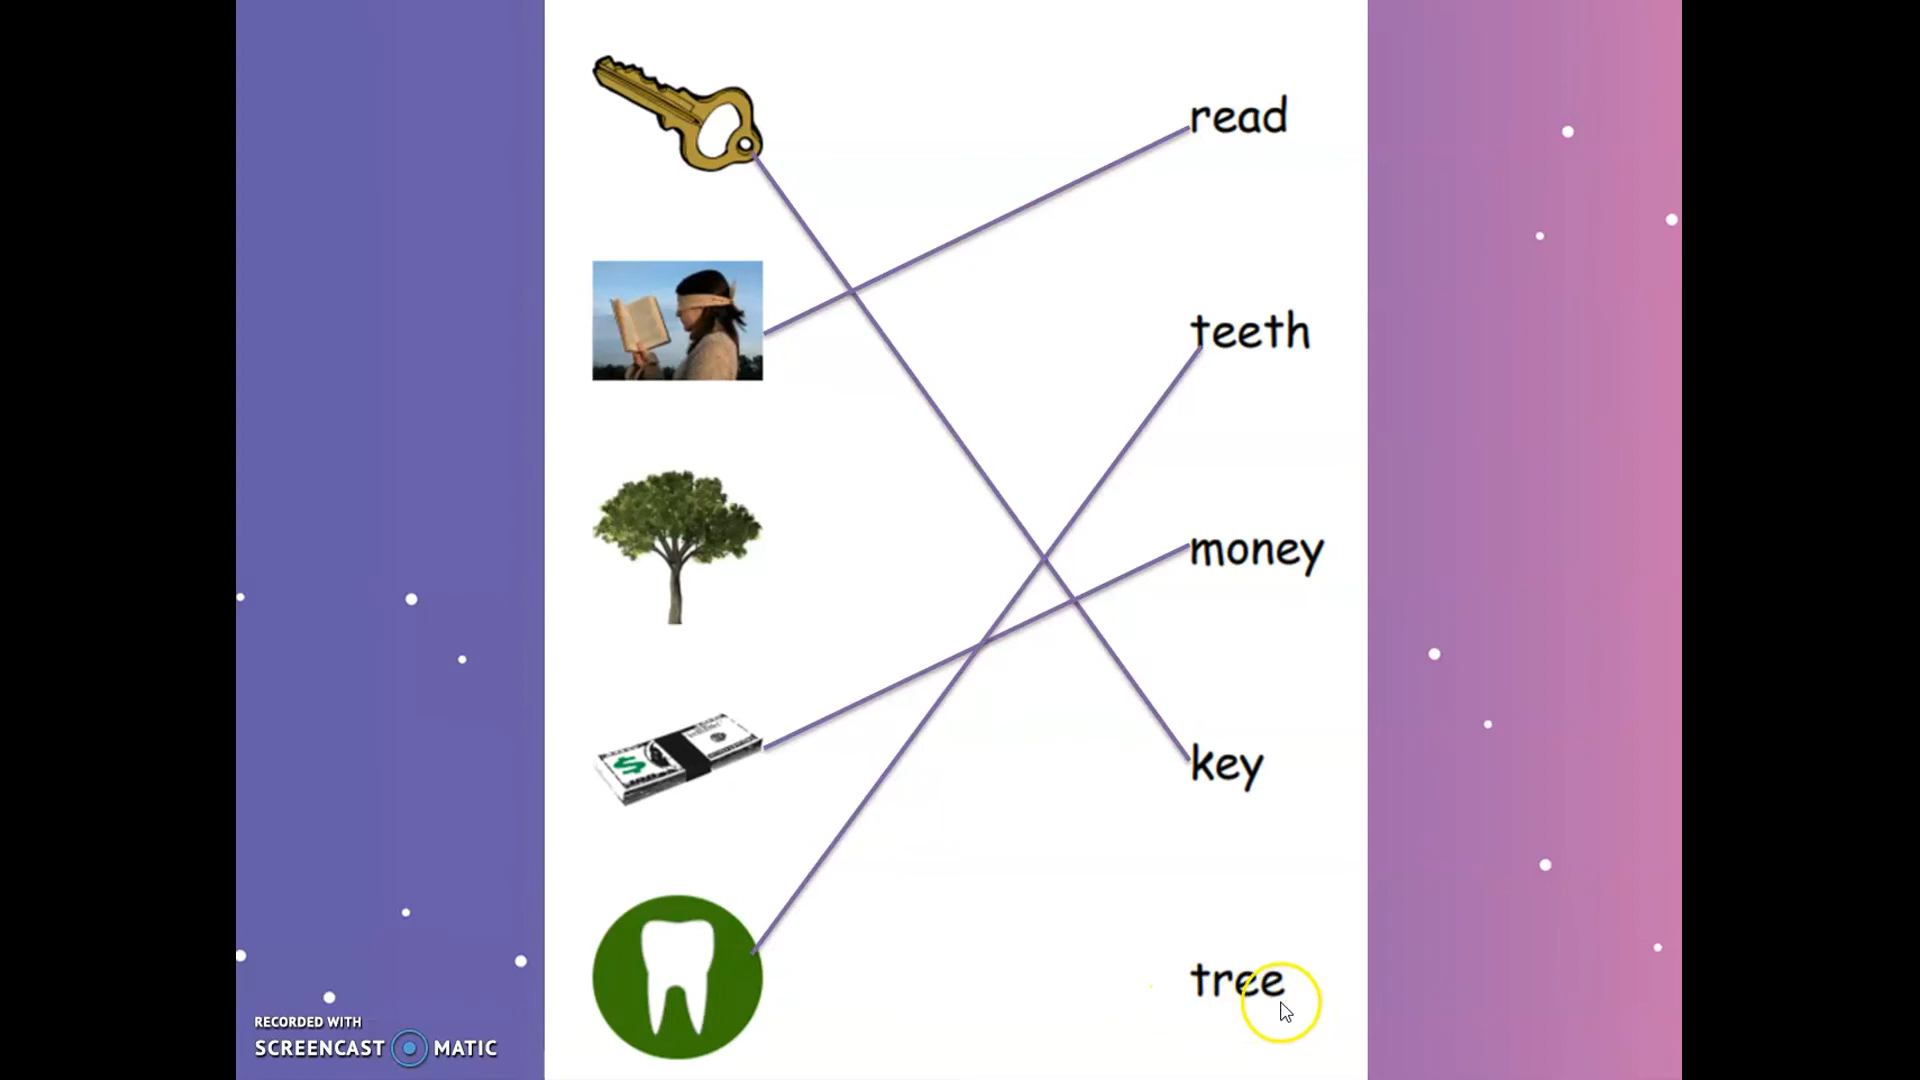 read
teeth
money
key
tree
RECORDED WITH
SCREENCAST MATIC